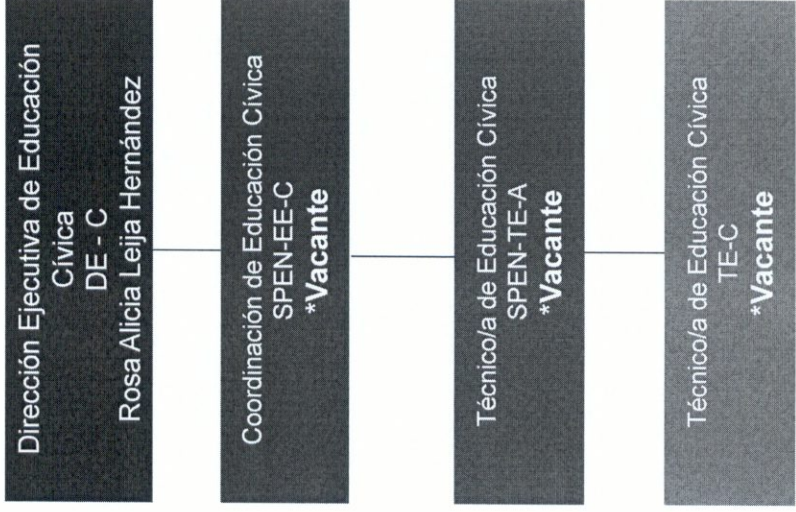 Dirección Ejecutiva de Educación
Cívica
DE - C
Rosa Alicia Leija Hernández
Coordinación de Educación Cívica
SPEN-EE-C
*Vacante
Técnico/a de Educación Cívica
SPEN-TE-A
*Vacante
Técnico/a de Educación Cívica
TE-C
*Vacante